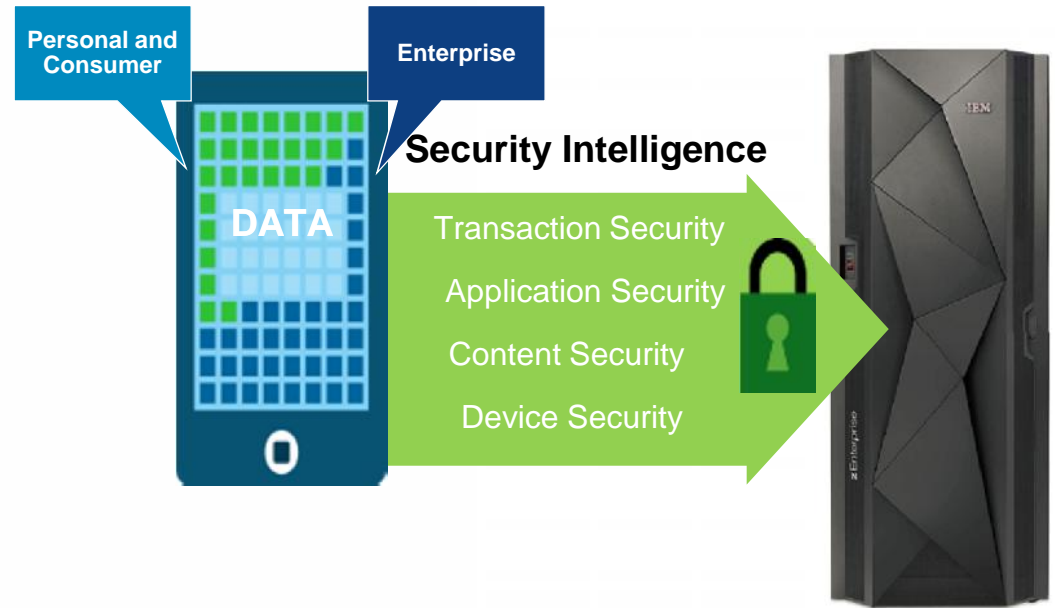 Personal and
Consumer
Enterprise
Security Intelligence
IBM
DATA
Transaction Security
Application Security
Content Security
Device Security
zEnterprise